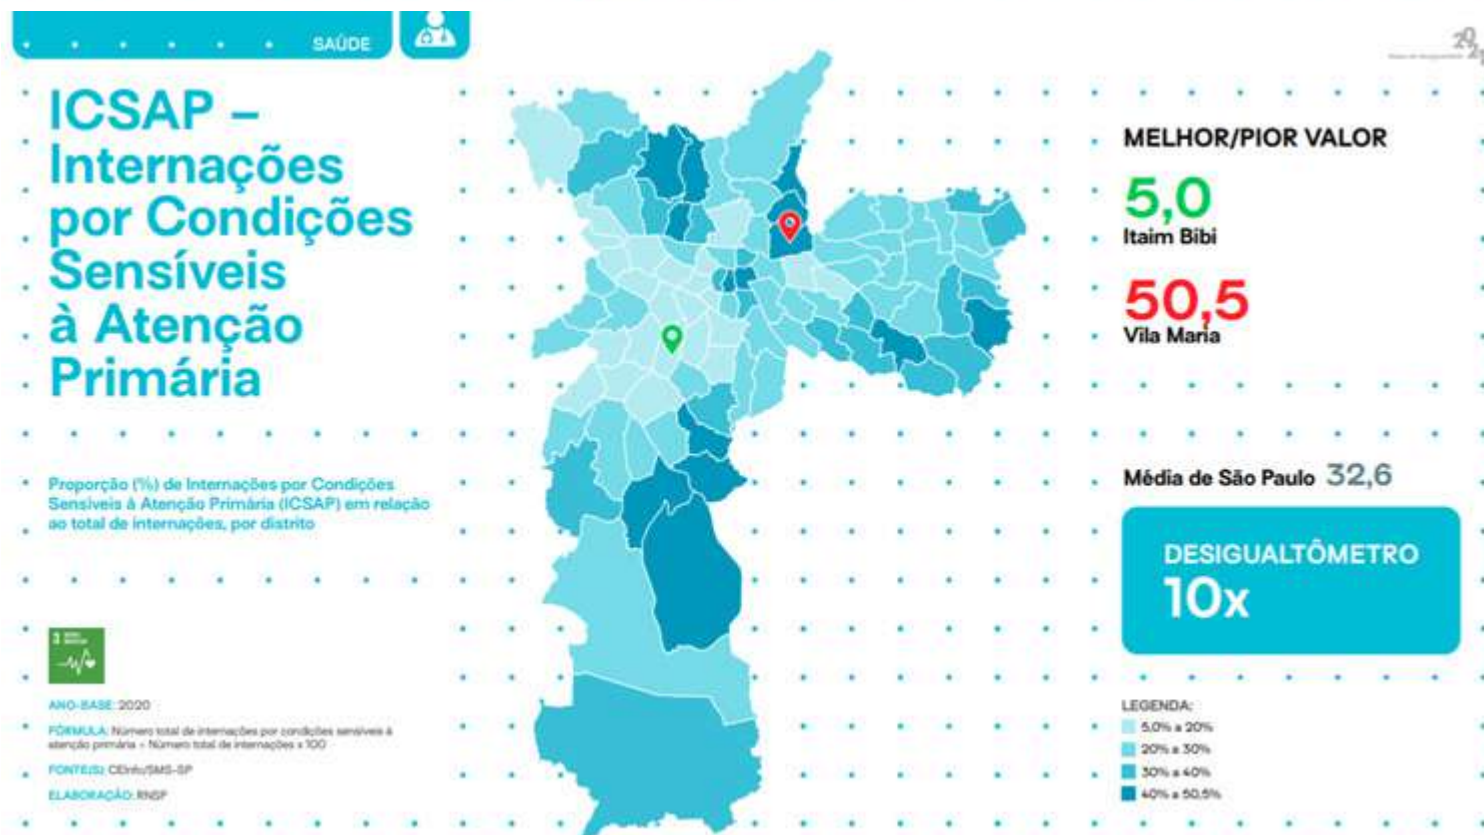 SAÚDE
ICSAP –
Internações
por Condições
Sensíveis
à Atenção
Primária
Proporção (%) de Internações por Condições
Sensíveis à Atenção Primária (ICSAP) em relação
ao total de internações, por distrito
3
ANO-BASE: 2020
FÓRMULA: Número total de internações por condições sensíveis à
atenção primária ÷ Número total de internações x 100
FONTE(S): CEInfo/SMS-SP
ELABORAÇÃO: RNSP
MELHOR/PIOR VALOR
5,0
Itaim Bibi
50,5
Vila Maria
Média de São Paulo 32,6
DESIGUALTÔMETRO
10x
LEGENDA:
5,0% a 20%
20% a 30%
30% a 40%
40% a 50,5%